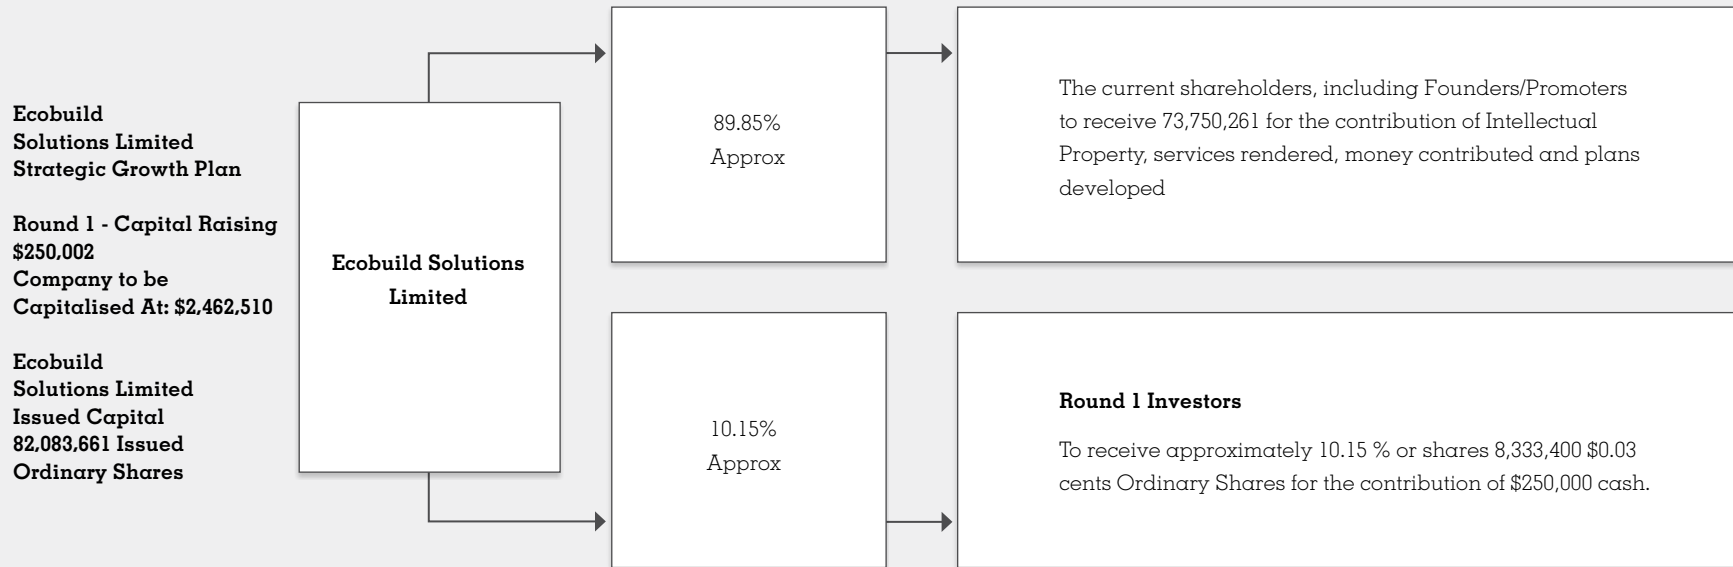 Ecobuild
Solutions Limited
Strategic Growth Plan
Round 1 - Capital Raising
$250,002
Company to be
Capitalised At: $2,462,510
Ecobuild
Solutions Limited
Issued Capital
82,083,661 Issued
Ordinary Shares
Ecobuild Solutions
Limited
89.85%
Approx
The current shareholders, including Founders/Promoters
to receive 73,750,261 for the contribution of Intellectual
Property, services rendered, money contributed and plans
developed
10.15%
Approx
Round 1 Investors
To receive approximately 10.15 % or shares 8,333,400 $0.03
cents Ordinary Shares for the contribution of $250,000 cash.